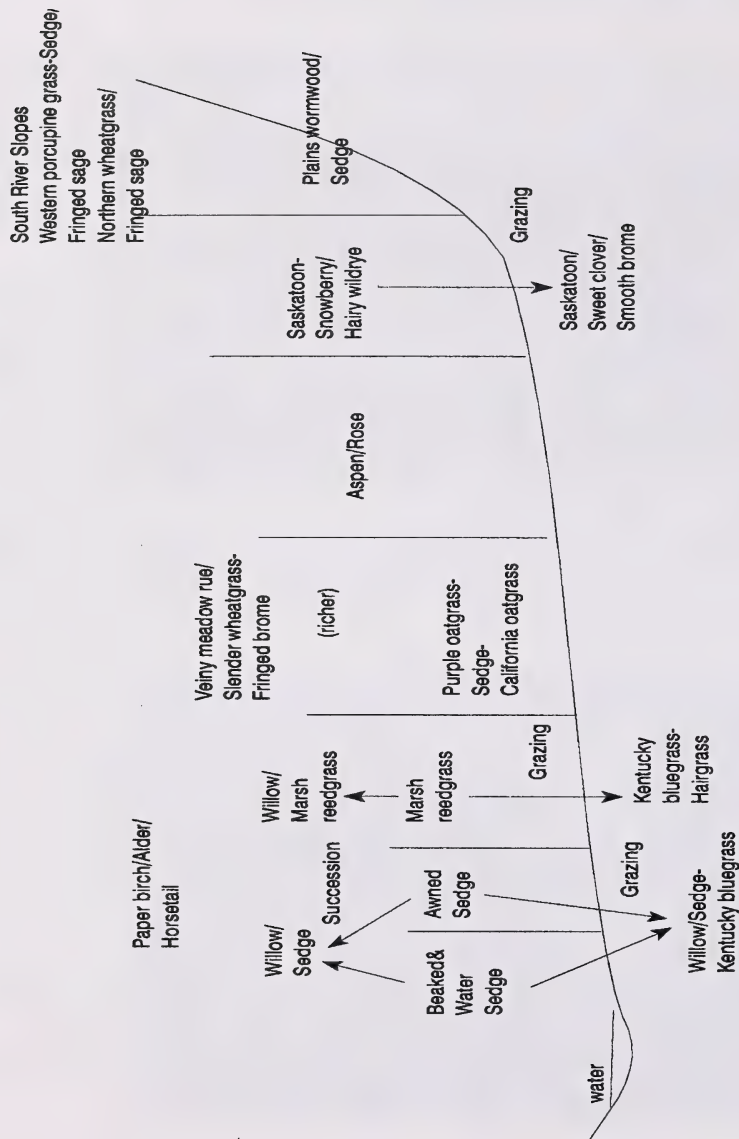 South River Slopes
Western porcupine grass-Sedge/
Fringed sage
Northern wheatgrass/
Fringed sage
Plains wormwood/
Sedge
Grazing
Saskatoon-
Snowberry/
Hairy wildrye
Saskatoon/
Sweet clover/
Smooth brome
Aspen/Rose
Veiny meadow rue/
Slender wheatgrass-
Fringed brome
(richer)
Purple oatgrass-
Sedge-
California oatgrass
Grazing
Willow/
Marsh
reedgrass
Marsh
reedgrass
Kentucky
bluegrass-
Hairgrass
Paper birch/Alder/
Horsetail
Succession
Willow/
Sedge
Awned
Sedge
Grazing
Beaked&
Water
Sedge
Willow/Sedge-
Kentucky bluegrass
water